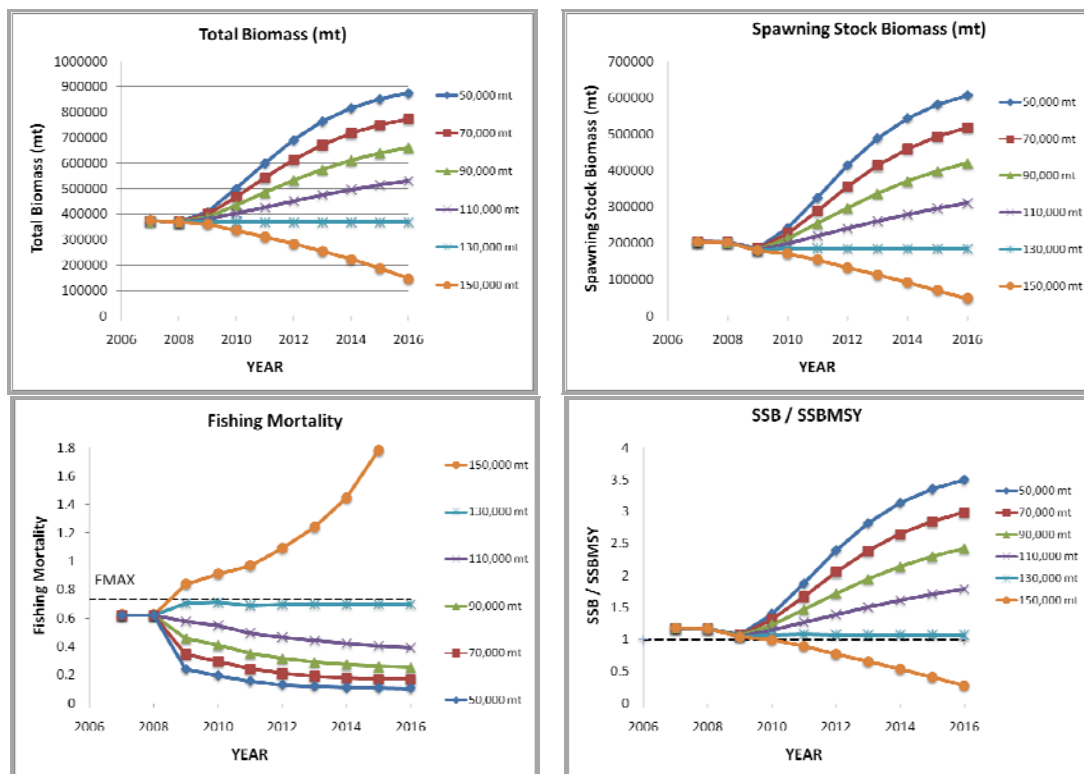 Total Biomass (mt)
Total Biomass (mt)
1000000
900000
800000
700000
600000
500000
400000
300000
200000
100000
0
2006 2008 2010 2012 2014 2016
YEAR
50,000 mt
70,000 mt
90,000 mt
110,000 mt
130,000 mt
150,000 mt
Spawning Stock Biomass (mt)
Spawning Stock Biomass (mt)
700000
600000
500000
400000
300000
200000
100000
0
2006 2008 2010 2012 2014 2016
YEAR
50,000 mt
70,000 mt
90,000 mt
110,000 mt
130,000 mt
150,000 mt
Fishing Mortality
Fishing Mortality
1.8
1.6
1.4
1.2
1
0.8
0.6
0.4
0.2
0
FMAX
2006 2008 2010 2012 2014 2016
YEAR
150,000 mt
130,000 mt
110,000 mt
90,000 mt
70,000 mt
50,000 mt
SSB / SSBMSY
SSB / SSBMSY
4
3.5
3
2.5
2
1.5
1
0.5
0
2006 2008 2010 2012 2014 2016
YEAR
50,000 mt
70,000 mt
90,000 mt
110,000 mt
130,000 mt
150,000 mt